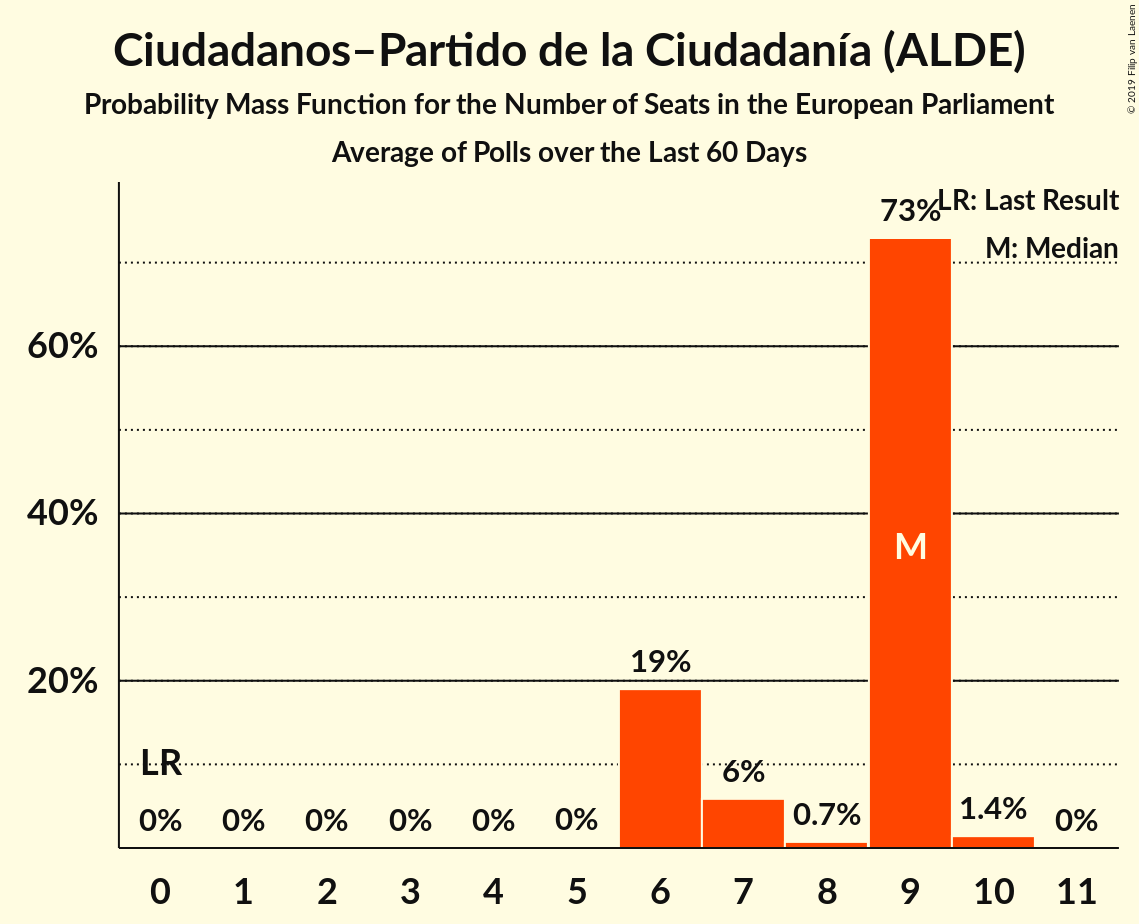 Ciudadanos–Partido de la Ciudadanía (ALDE)
Probability Mass Function for the Number of Seats in the European Parliament
Average of Polls over the Last 60 Days
© 2019 Filip van Laenen
LR: Last Result
M: Median
73%
60%
40%
M
19%
20%
LR
6%
0% 0% 0% 0% 0% 0% 0.7% 1.4% 0%
0 1 2 3 4 5 6 7 8 9 10 11